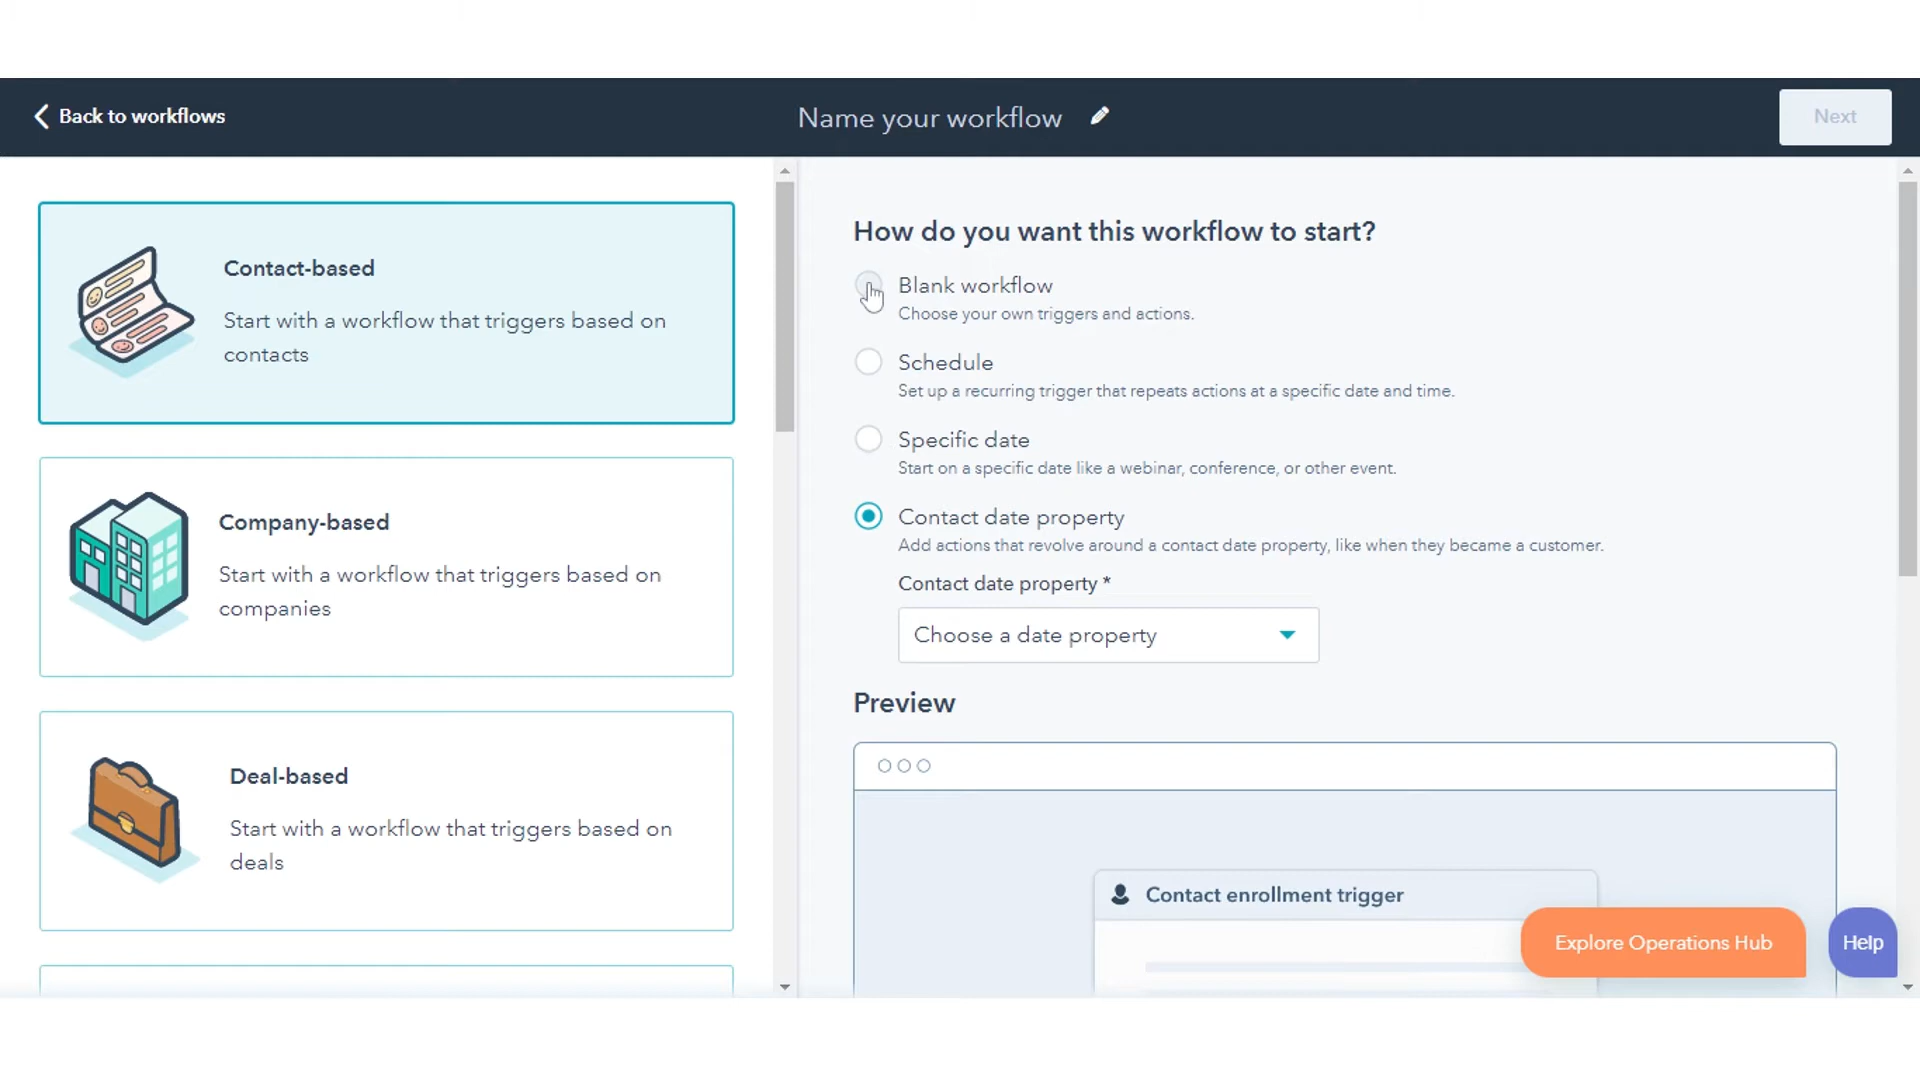 Back to workflows
Name your workflow
Next
Contact-based
Start with a workflow that triggers based on
contacts
Company-based
Start with a workflow that triggers based on
companies
Deal-based
Start with a workflow that triggers based on
deals
How do you want this workflow to start?
Blank workflow
Choose your own triggers and actions.
Schedule
Set up a recurring trigger that repeats actions at a specific date and time.
Specific date
Start on a specific date like a webinar, conference, or other event.
Contact date property
Add actions that revolve around a contact date property, like when they became a customer.
Contact date property *
Choose a date property
Preview
Contact enrollment trigger
Explore Operations Hub
Help